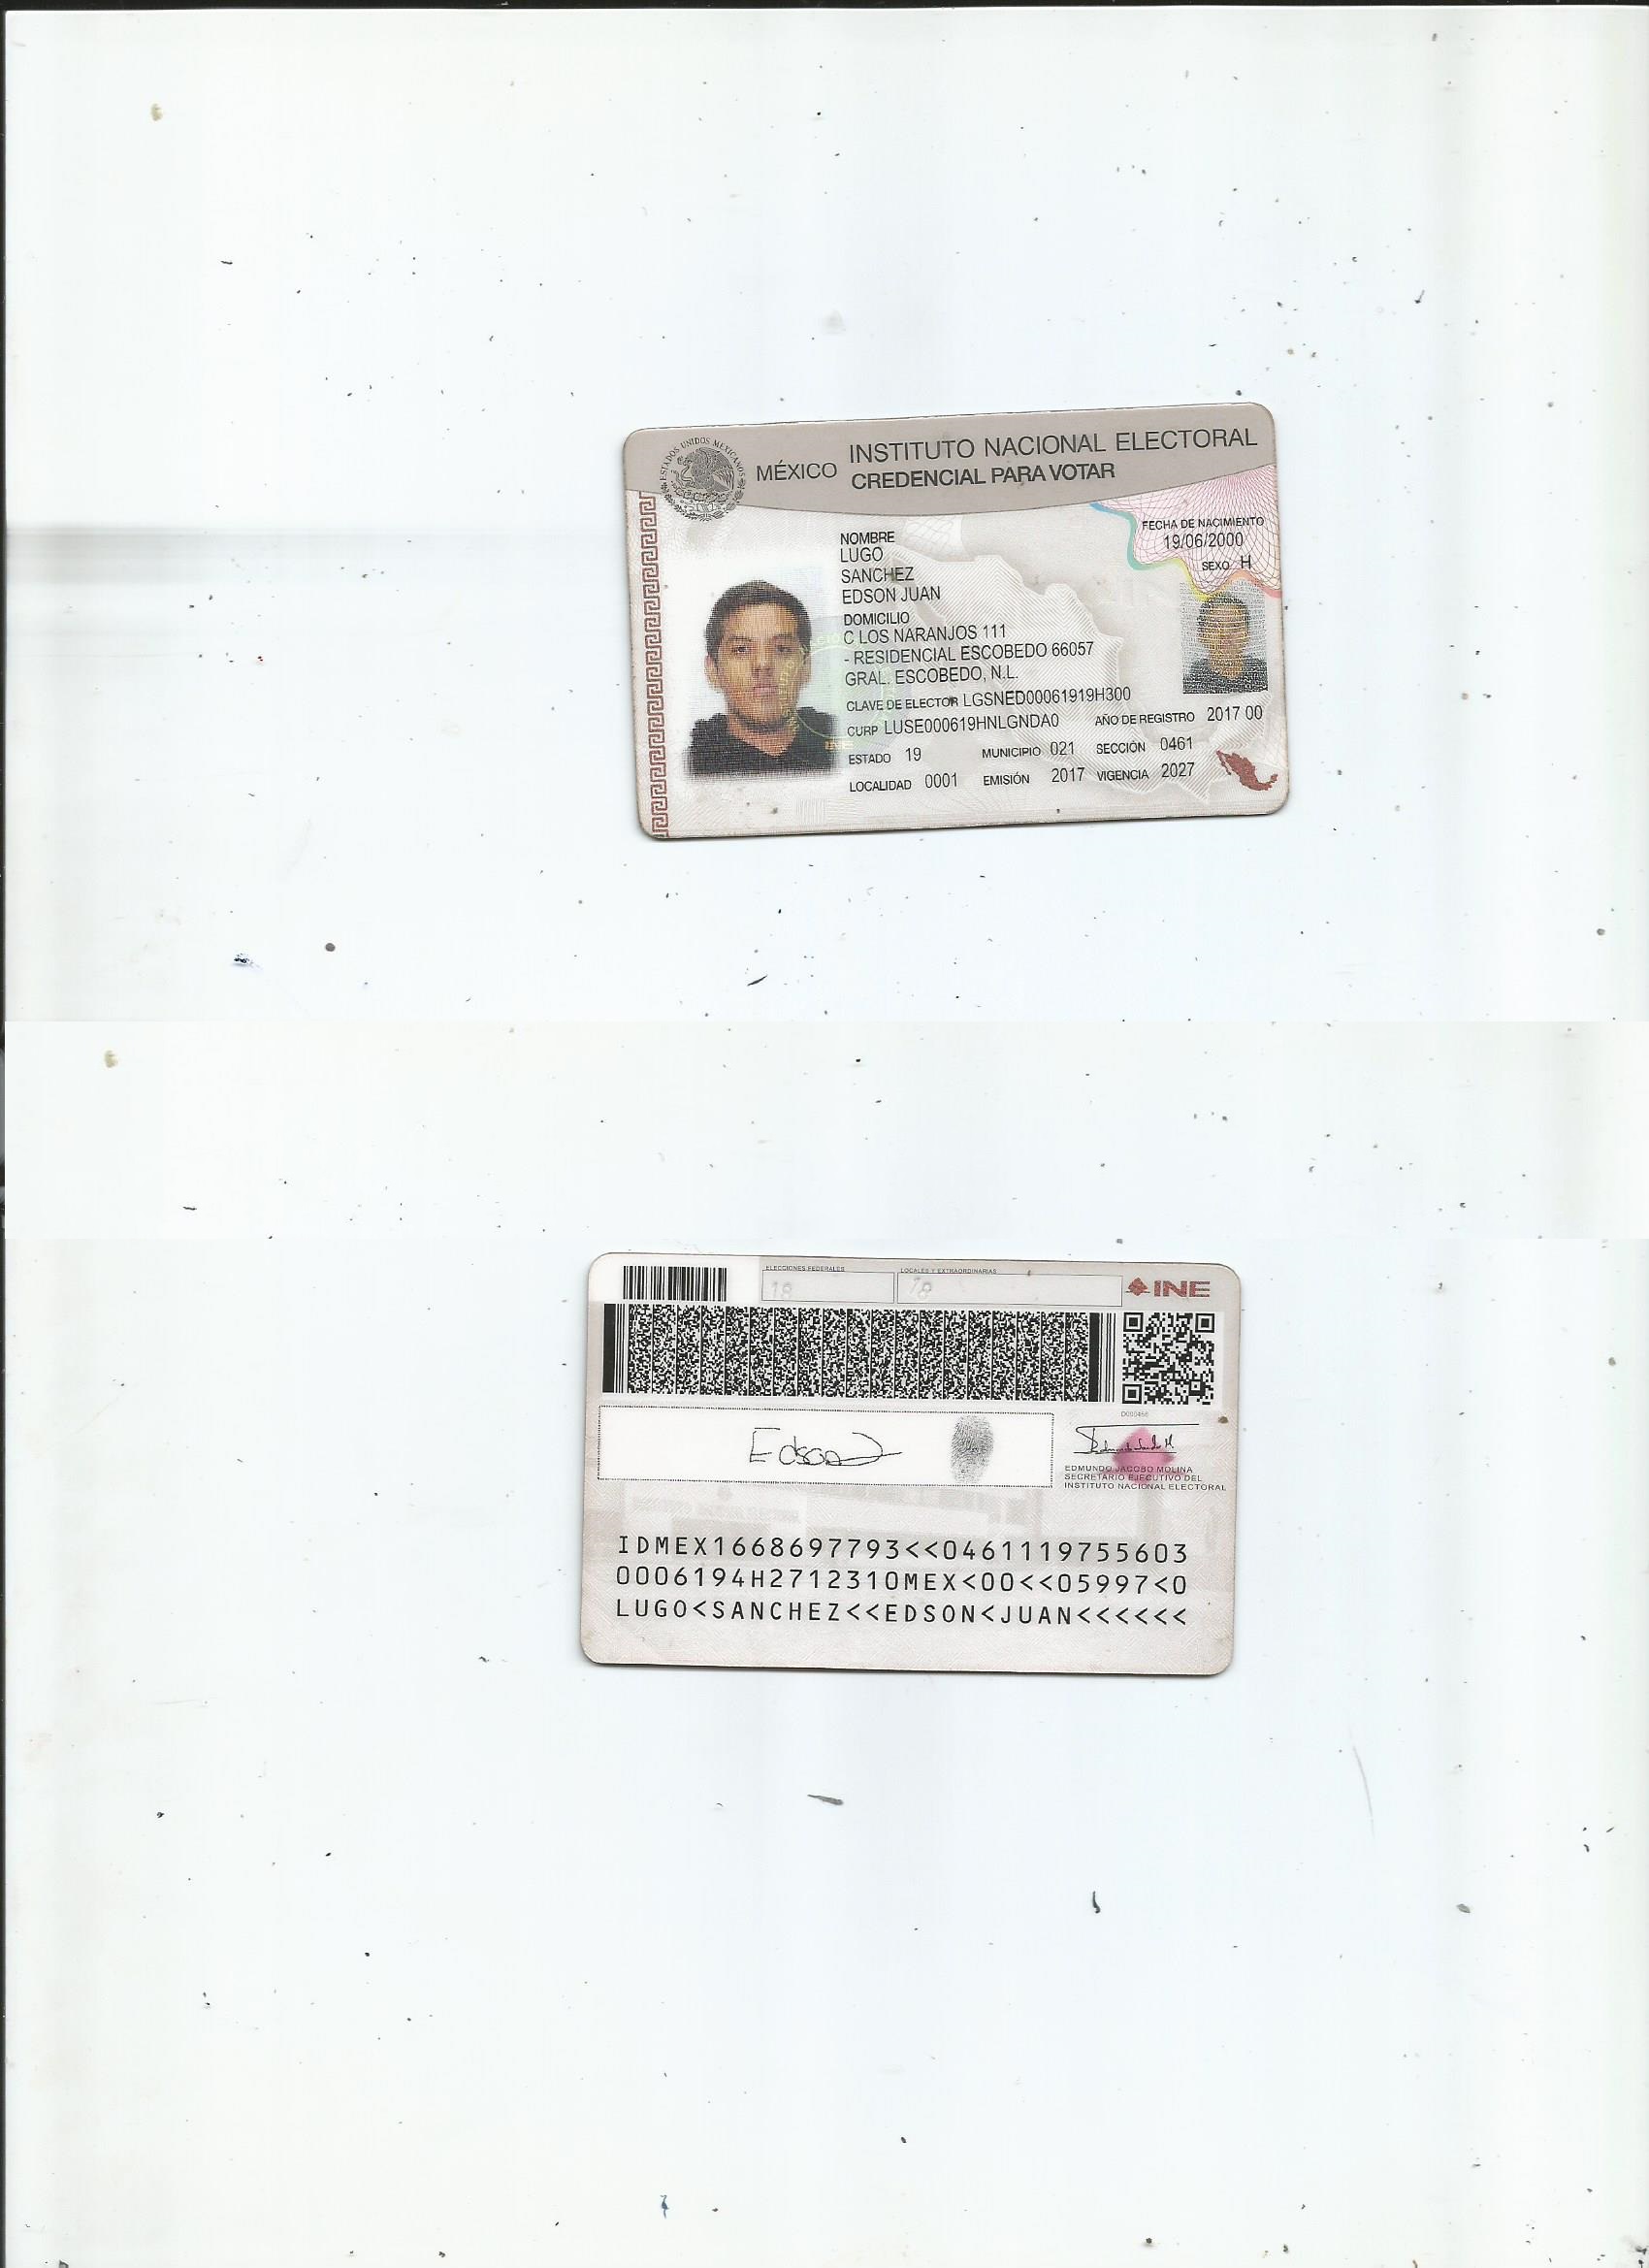 ESTADOS UNIDOS MEXICANOS
MÉXICO INSTITUTO NACIONAL ELECTORAL
CREDENCIAL PARA VOTAR
FECHA DE NACIMIENTO
19/06/2000
SEXO H
NOMBRE
LUGO
SANCHEZ
EDSON JUAN
DOMICILIO
C LOS NARANJOS 111
- RESIDENCIAL ESCOBEDO 66057
GRAL. ESCOBEDO, N.L.
CLAVE DE ELECTOR LGSNED00061919H300
CURP LUSE000619HNLGNDA0 AÑO DE REGISTRO 2017 00
ESTADO 19 MUNICIPIO 021 SECCIÓN 0461
LOCALIDAD 0001 EMISIÓN 2017 VIGENCIA 2027
ELECCIONES FEDERALES LOCALES Y EXTRAORDINARIAS
18 18
INE
Edson
EDMUNDO JACOBO MOLINA
SECRETARIO EJECUTIVO DEL
INSTITUTO NACIONAL ELECTORAL
IDMEX1668697793<<0461119755603
0006194H2712310MEX<00<<05997<0
LUGO<SANCHEZ<<EDSON<JUAN<<<<<<